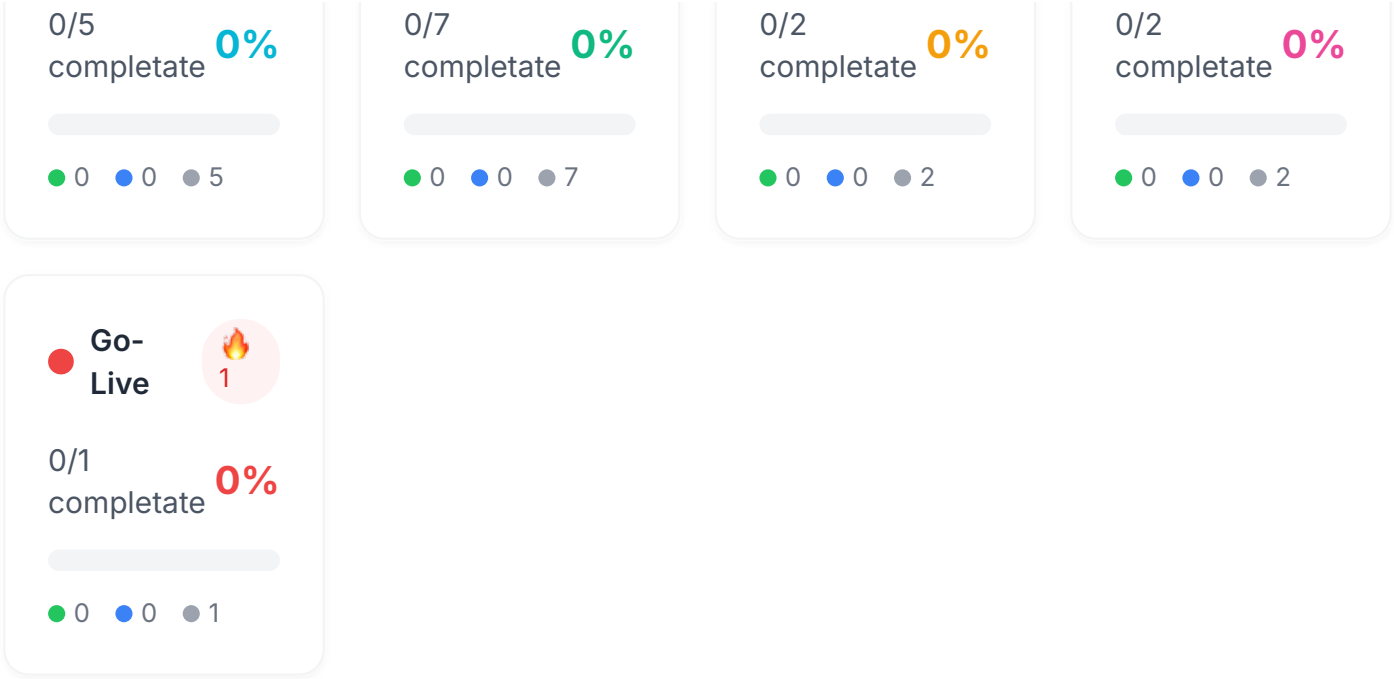 0/5
completate 0%
0 0 5
0/7
completate 0%
0 0 7
0/2
completate 0%
0 0 2
0/2
completate 0%
0 0 2
Go-
Live
🔥
1
0/1
completate 0%
0 0 1